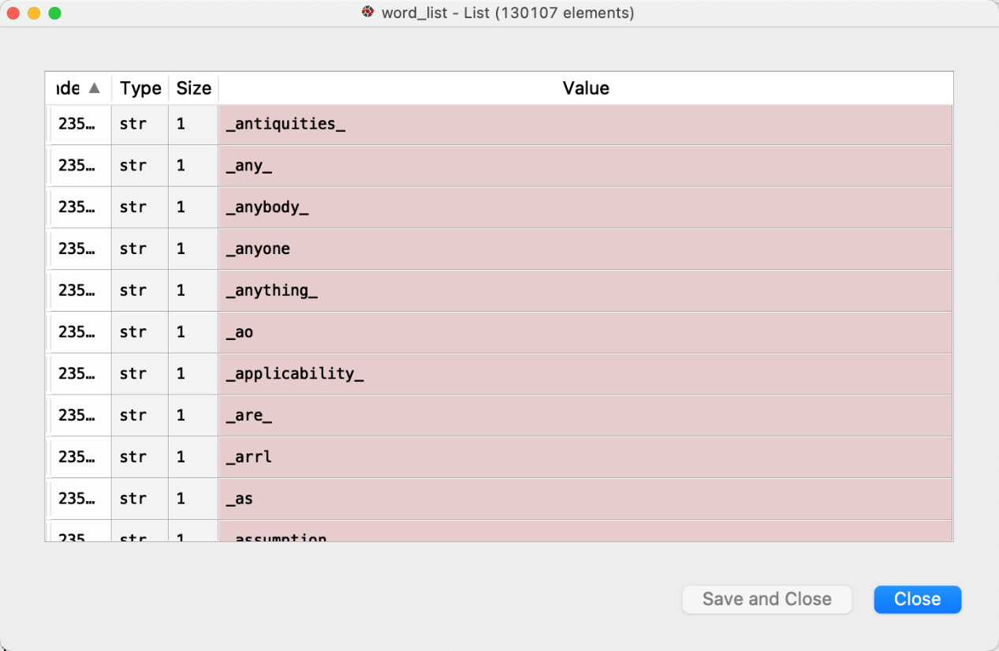 word_list - List (130107 elements)
nde Type Size Value
235… str 1 _antiquities_
235… str 1 _any_
235… str 1 _anybody_
235… str 1 _anyone
235… str 1 _anything_
235… str 1 _ao
235… str 1 _applicability_
235… str 1 _are_
235… str 1 _arrl
235… str 1 _as
235 str 1 assumption
Save and Close Close